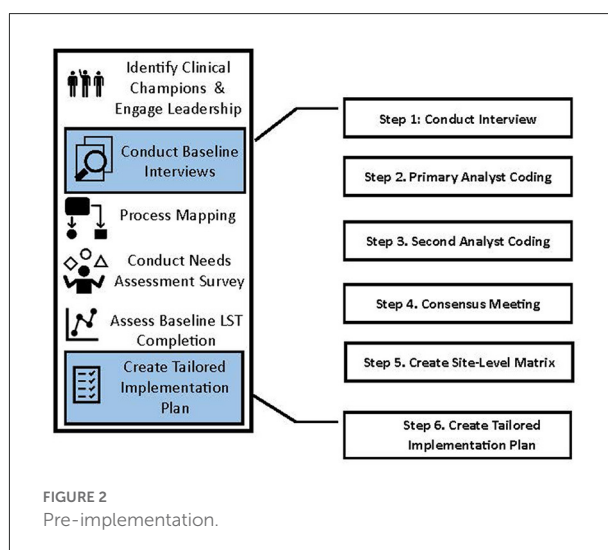 Identify Clinical
Champions &
Engage Leadership
Conduct Baseline
Interviews
Process Mapping
Conduct Needs
Assessment Survey
Assess Baseline LST
Completion
Create Tailored
Implementation
Plan
Step 1: Conduct Interview
Step 2. Primary Analyst Coding
Step 3. Second Analyst Coding
Step 4. Consensus Meeting
Step 5. Create Site-Level Matrix
Step 6. Create Tailored
Implementation Plan
FIGURE 2
Pre-implementation.